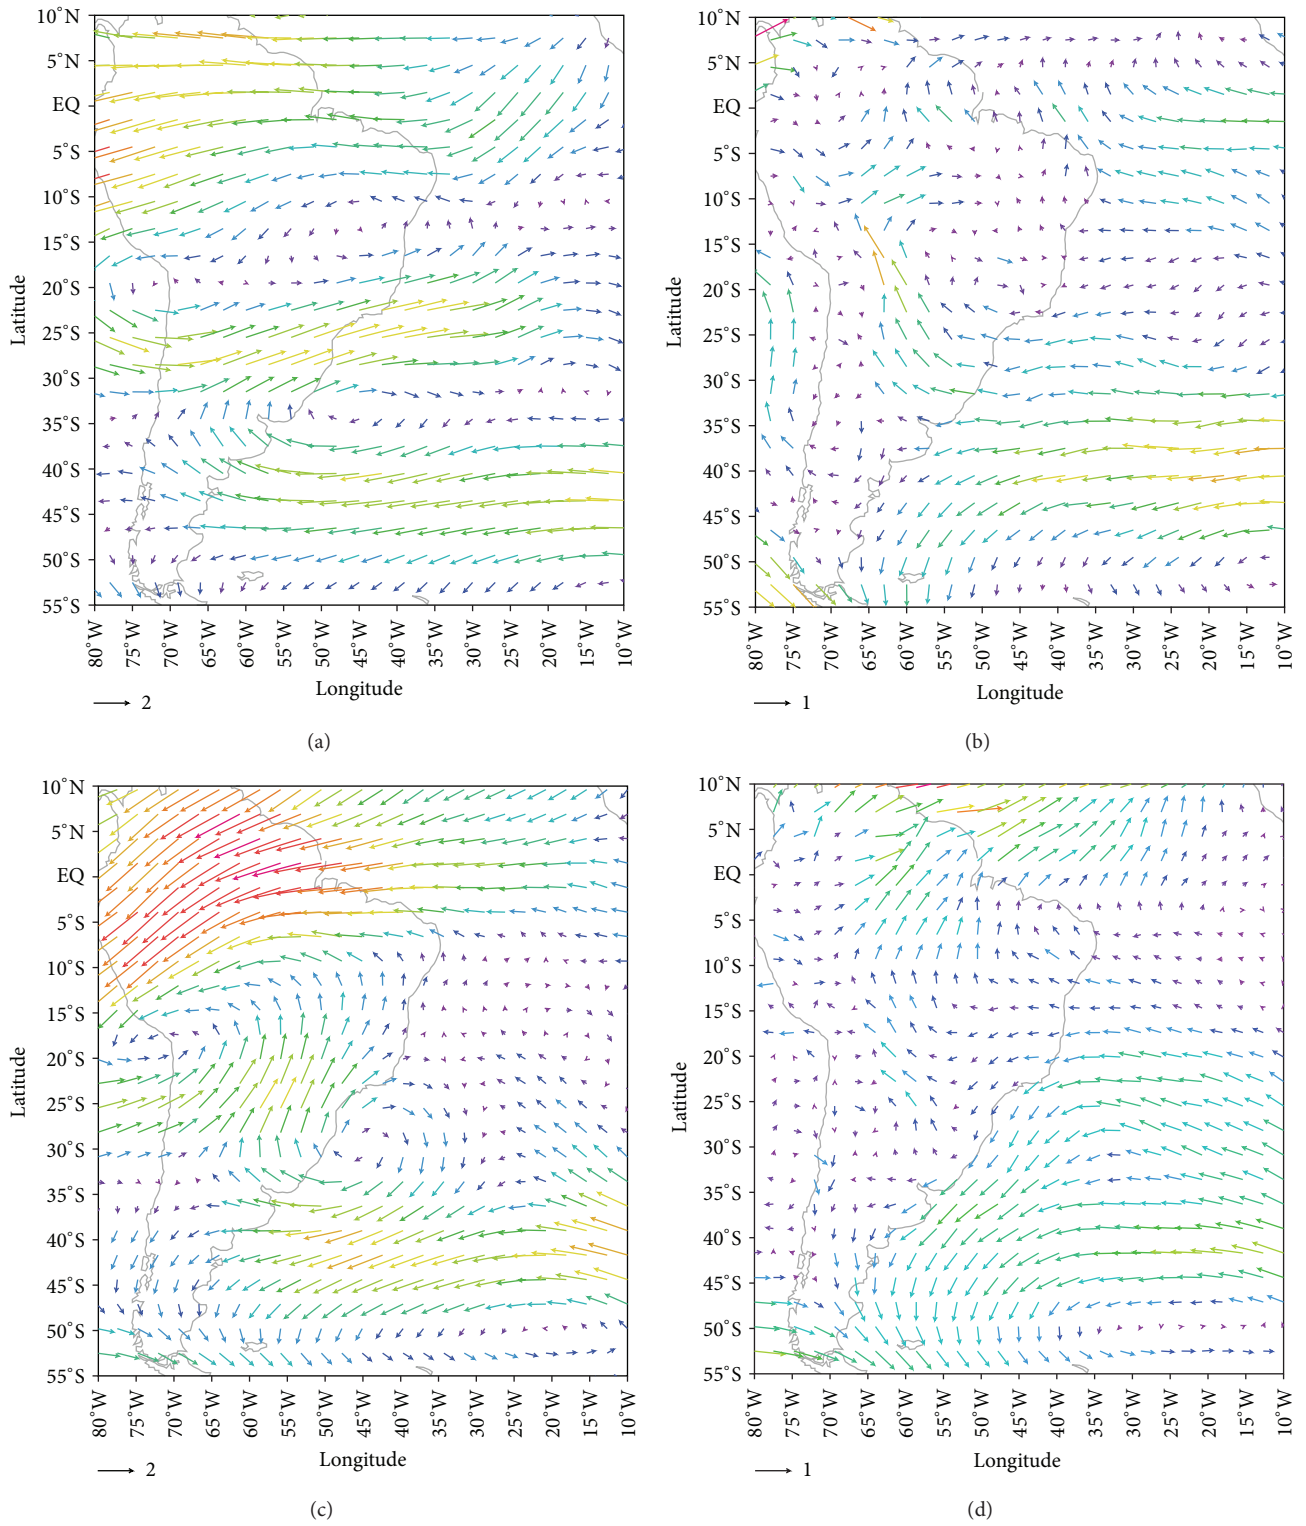 10°N
5°N
EQ
5°S
10°S
15°S
20°S
25°S
30°S
35°S
40°S
45°S
50°S
55°S
Latitude
80°W
75°W
70°W
65°W
60°W
55°W
50°W
45°W
40°W
35°W
30°W
25°W
20°W
15°W
10°W
Longitude
2
(a)
10°N
5°N
EQ
5°S
10°S
15°S
20°S
25°S
30°S
35°S
40°S
45°S
50°S
55°S
Latitude
80°W
75°W
70°W
65°W
60°W
55°W
50°W
45°W
40°W
35°W
30°W
25°W
20°W
15°W
10°W
Longitude
1
(b)
10°N
5°N
EQ
5°S
10°S
15°S
20°S
25°S
30°S
35°S
40°S
45°S
50°S
55°S
Latitude
80°W
75°W
70°W
65°W
60°W
55°W
50°W
45°W
40°W
35°W
30°W
25°W
20°W
15°W
10°W
Longitude
2
(c)
10°N
5°N
EQ
5°S
10°S
15°S
20°S
25°S
30°S
35°S
40°S
45°S
50°S
55°S
Latitude
80°W
75°W
70°W
65°W
60°W
55°W
50°W
45°W
40°W
35°W
30°W
25°W
20°W
15°W
10°W
Longitude
1
(d)